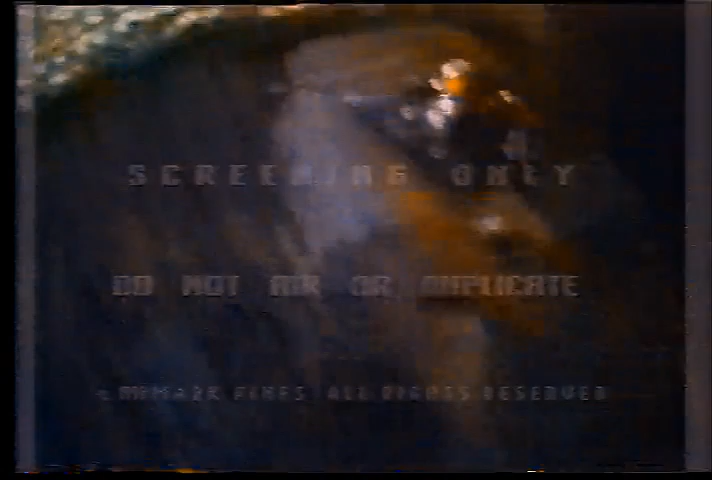 SCREENING ONLY
DO NOT AIR OR DUPLICATE
ALL RIGHTS RESERVED